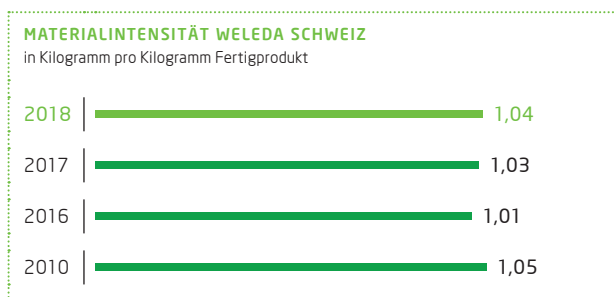 MATERIALINTENSITÄT WELEDA SCHWEIZ
in Kilogramm pro Kilogramm Fertigprodukt
2018 1,04
2017 1,03
2016 1,01
2010 1,05